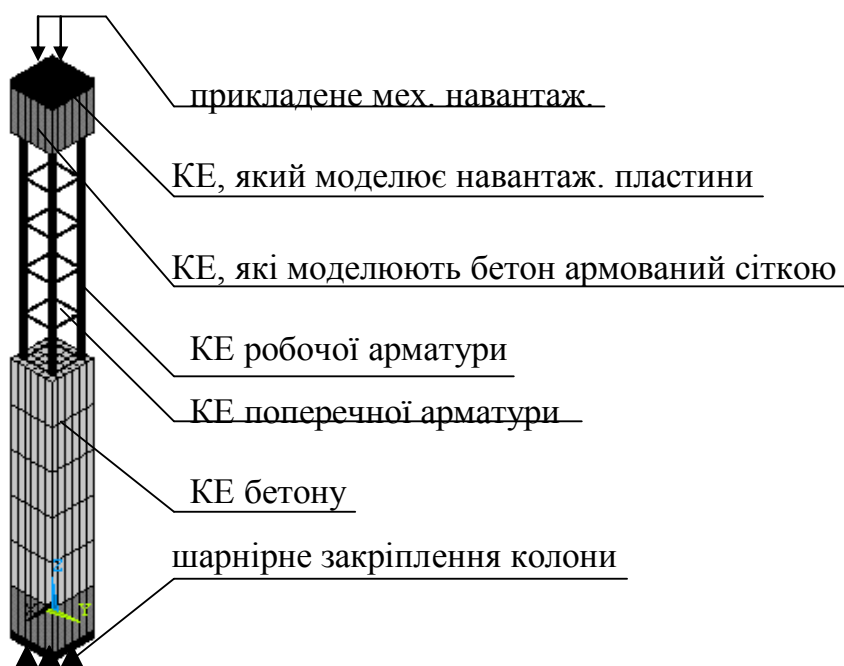 прикладене мех. навантаж.
КЕ, який моделює навантаж. пластини
КЕ, які моделюють бетон армований сіткою
КЕ робочої арматури
КЕ поперечної арматури
КЕ бетону
шарнірне закріплення колони
Z
X
Y